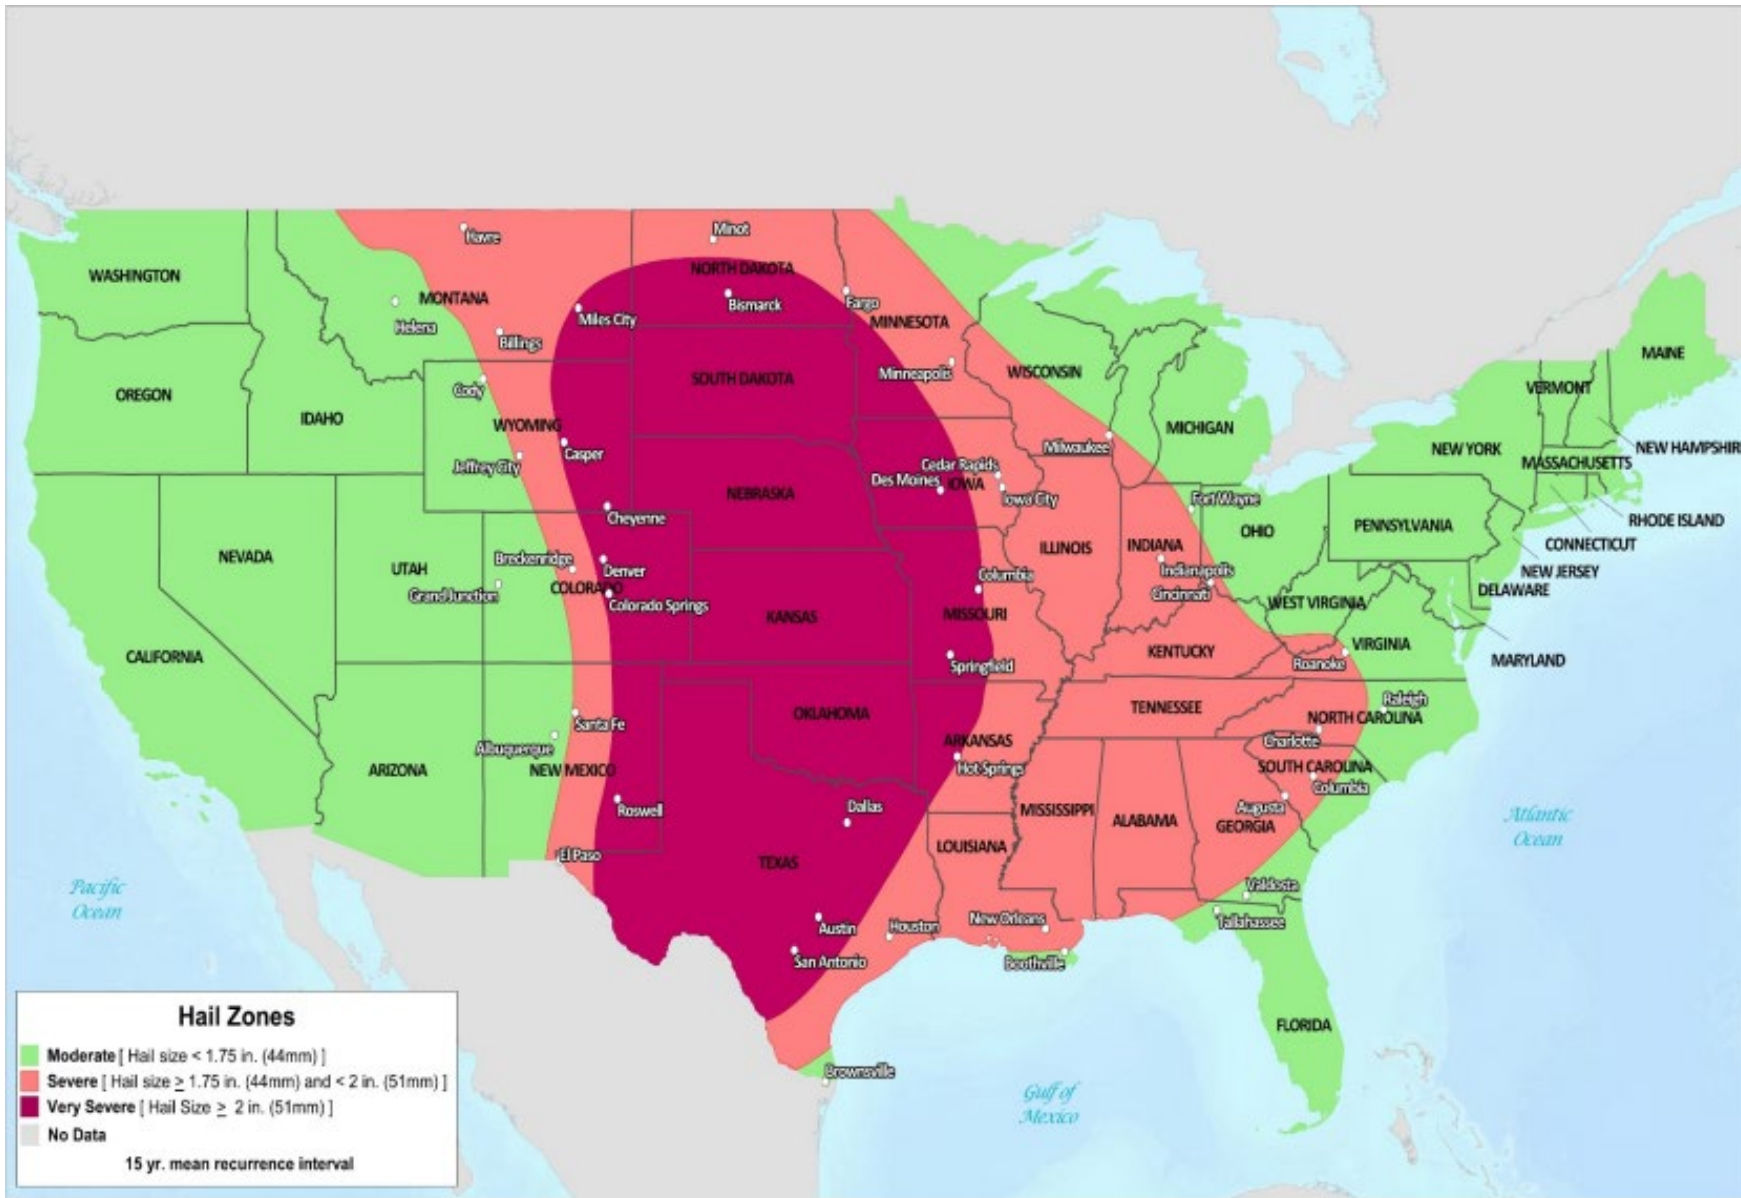 Havre
Minot
WASHINGTON
NORTH DAKOTA
MONTANA
Bismarck
Fargo
Miles City
MINNESOTA
Helena
Billings
MAINE
Minneapolis
WISCONSIN
SOUTH DAKOTA
VERMONT
OREGON
Cody
IDAHO
WYOMING
MICHIGAN
Milwaukee
NEW YORK
NEW HAMPSHIR
Casper
Jeffrey City
Cedar Rapids
MASSACHUSETTS
Des Moines
IOWA
NEBRASKA
Iowa City
Fort Wayne
Cheyenne
RHODE ISLAND
PENNSYLVANIA
OHIO
CONNECTICUT
NEVADA
ILLINOIS
INDIANA
Breckenridge
UTAH
Denver
Indianapolis
NEW JERSEY
Columbia
COLORADO
Grand Junction
Cincinnati
DELAWARE
Colorado Springs
WEST VIRGINIA
KANSAS
MISSOURI
VIRGINIA
CALIFORNIA
KENTUCKY
MARYLAND
Springfield
Roanoke
Raleigh
TENNESSEE
OKLAHOMA
NORTH CAROLINA
Santa Fe
Albuquerque
ARKANSAS
Charlotte
ARIZONA
NEW MEXICO
Hot Springs
SOUTH CAROLINA
Columbia
Roswell
Dallas
MISSISSIPPI
ALABAMA
Augusta
GEORGIA
Atlantic
Ocean
LOUISIANA
El Paso
TEXAS
Pacific
Ocean
Valdosta
New Orleans
Tallahassee
Austin
Houston
San Antonio
Boothville
FLORIDA
Brownsville
Gulf of
Mexico
Hail Zones
Moderate [ Hail size < 1.75 in. (44mm) ]
Severe [ Hail size ≥ 1.75 in. (44mm) and < 2 in. (51mm) ]
Very Severe [ Hail Size ≥ 2 in. (51mm) ]
No Data
15 yr. mean recurrence interval